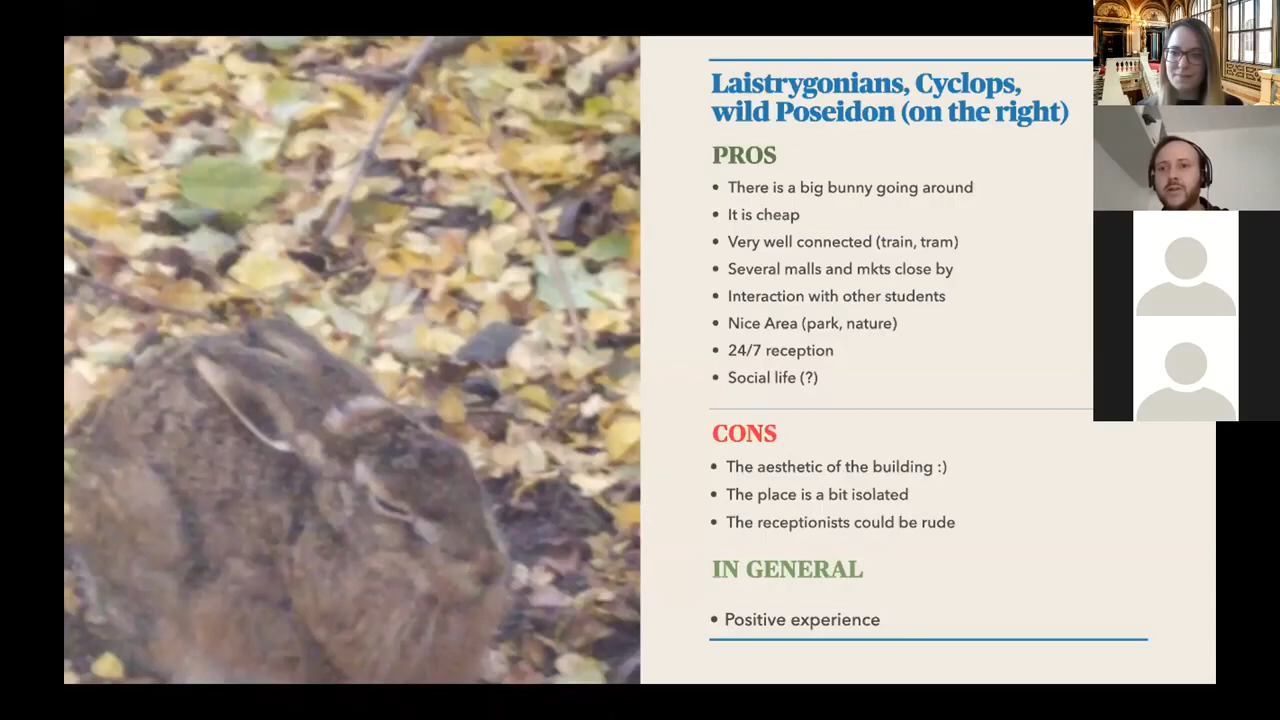 Laistrygonians, Cyclops,
wild Poseidon (on the right)
PROS
• There is a big bunny going around
• It is cheap
• Very well connected (train, tram)
• Several malls and mkts close by
• Interaction with other students
• Nice Area (park, nature)
• 24/7 reception
• Social life (?)
CONS
• The aesthetic of the building :)
• The place is a bit isolated
• The receptionists could be rude
IN GENERAL
• Positive experience